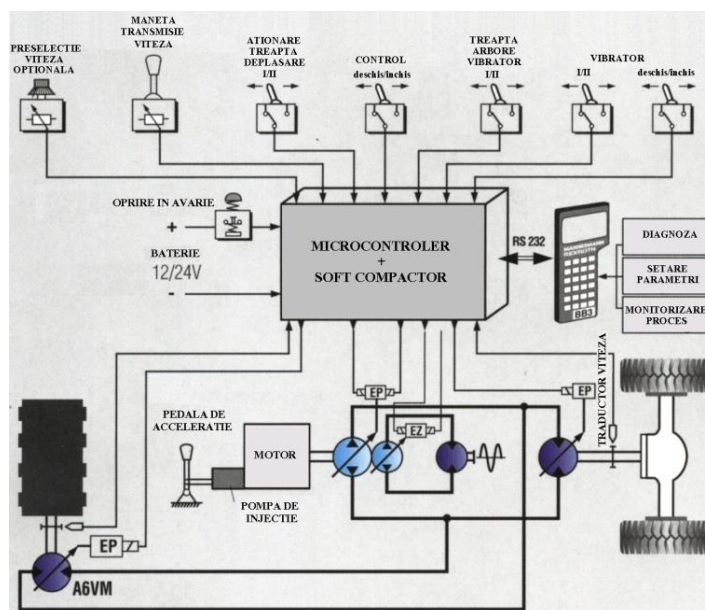 PRESELECTIE
VITEZA
OPTIONALA
MANETA
TRANSMISIE
VITEZA
ATIONARE
TREAPTA
DEPLASARE
I/II
CONTROL
deschis/inchis
TREAPTA
ARBORE
VIBRATOR
I/II
VIBRATOR
I/II
deschis/inchis
OPRIRE IN AVARIE
+
BATERIE
12/24V
-
MICROCONTROLER
+
SOFT COMPACTOR
RS 232
MANNESMANN
REXROTH
BB3
DIAGNOZA
SETARE
PARAMETRI
MONITORIZARE
PROCES
PEDALA DE
ACCELERATIE
MOTOR
POMPA DE
INJECTIE
EP
EZ
EP
TRADUCTOR VITEZA
EP
A6VM